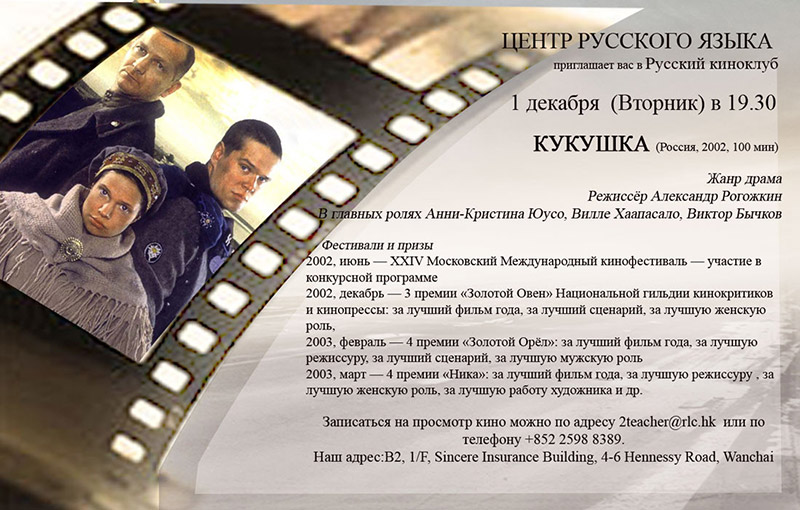 ЦЕНТР РУССКОГО ЯЗЫКА
приглашает вас в Русский киноклуб
1 декабря (Вторник) в 19.30
КУКУШКА (Россия, 2002, 100 мин)
Жанр драма
Режиссёр Александр Рогожкин
В главных ролях Анни-Кристина Юусо, Вилле Хаапасало, Виктор Бычков
Фестивали и призы
2002, июнь — XXIV Московский Международный кинофестиваль — участие в
конкурсной программе
2002, декабрь — 3 премии «Золотой Овен» Национальной гильдии кинокритиков
и кинопрессы: за лучший фильм года, за лучший сценарий, за лучшую женскую
роль,
2003, февраль — 4 премии «Золотой Орёл»: за лучший фильм года, за лучшую
режиссуру, за лучший сценарий, за лучшую мужскую роль
2003, март — 4 премии «Ника»: за лучший фильм года, за лучшую режиссуру , за
лучшую женскую роль, за лучшую работу художника и др.
Записаться на просмотр кино можно по адресу 2teacher@rlc.hk или по
телефону +852 2598 8389.
Наш адрес:B2, 1/F, Sincere Insurance Building, 4-6 Hennessy Road, Wanchai